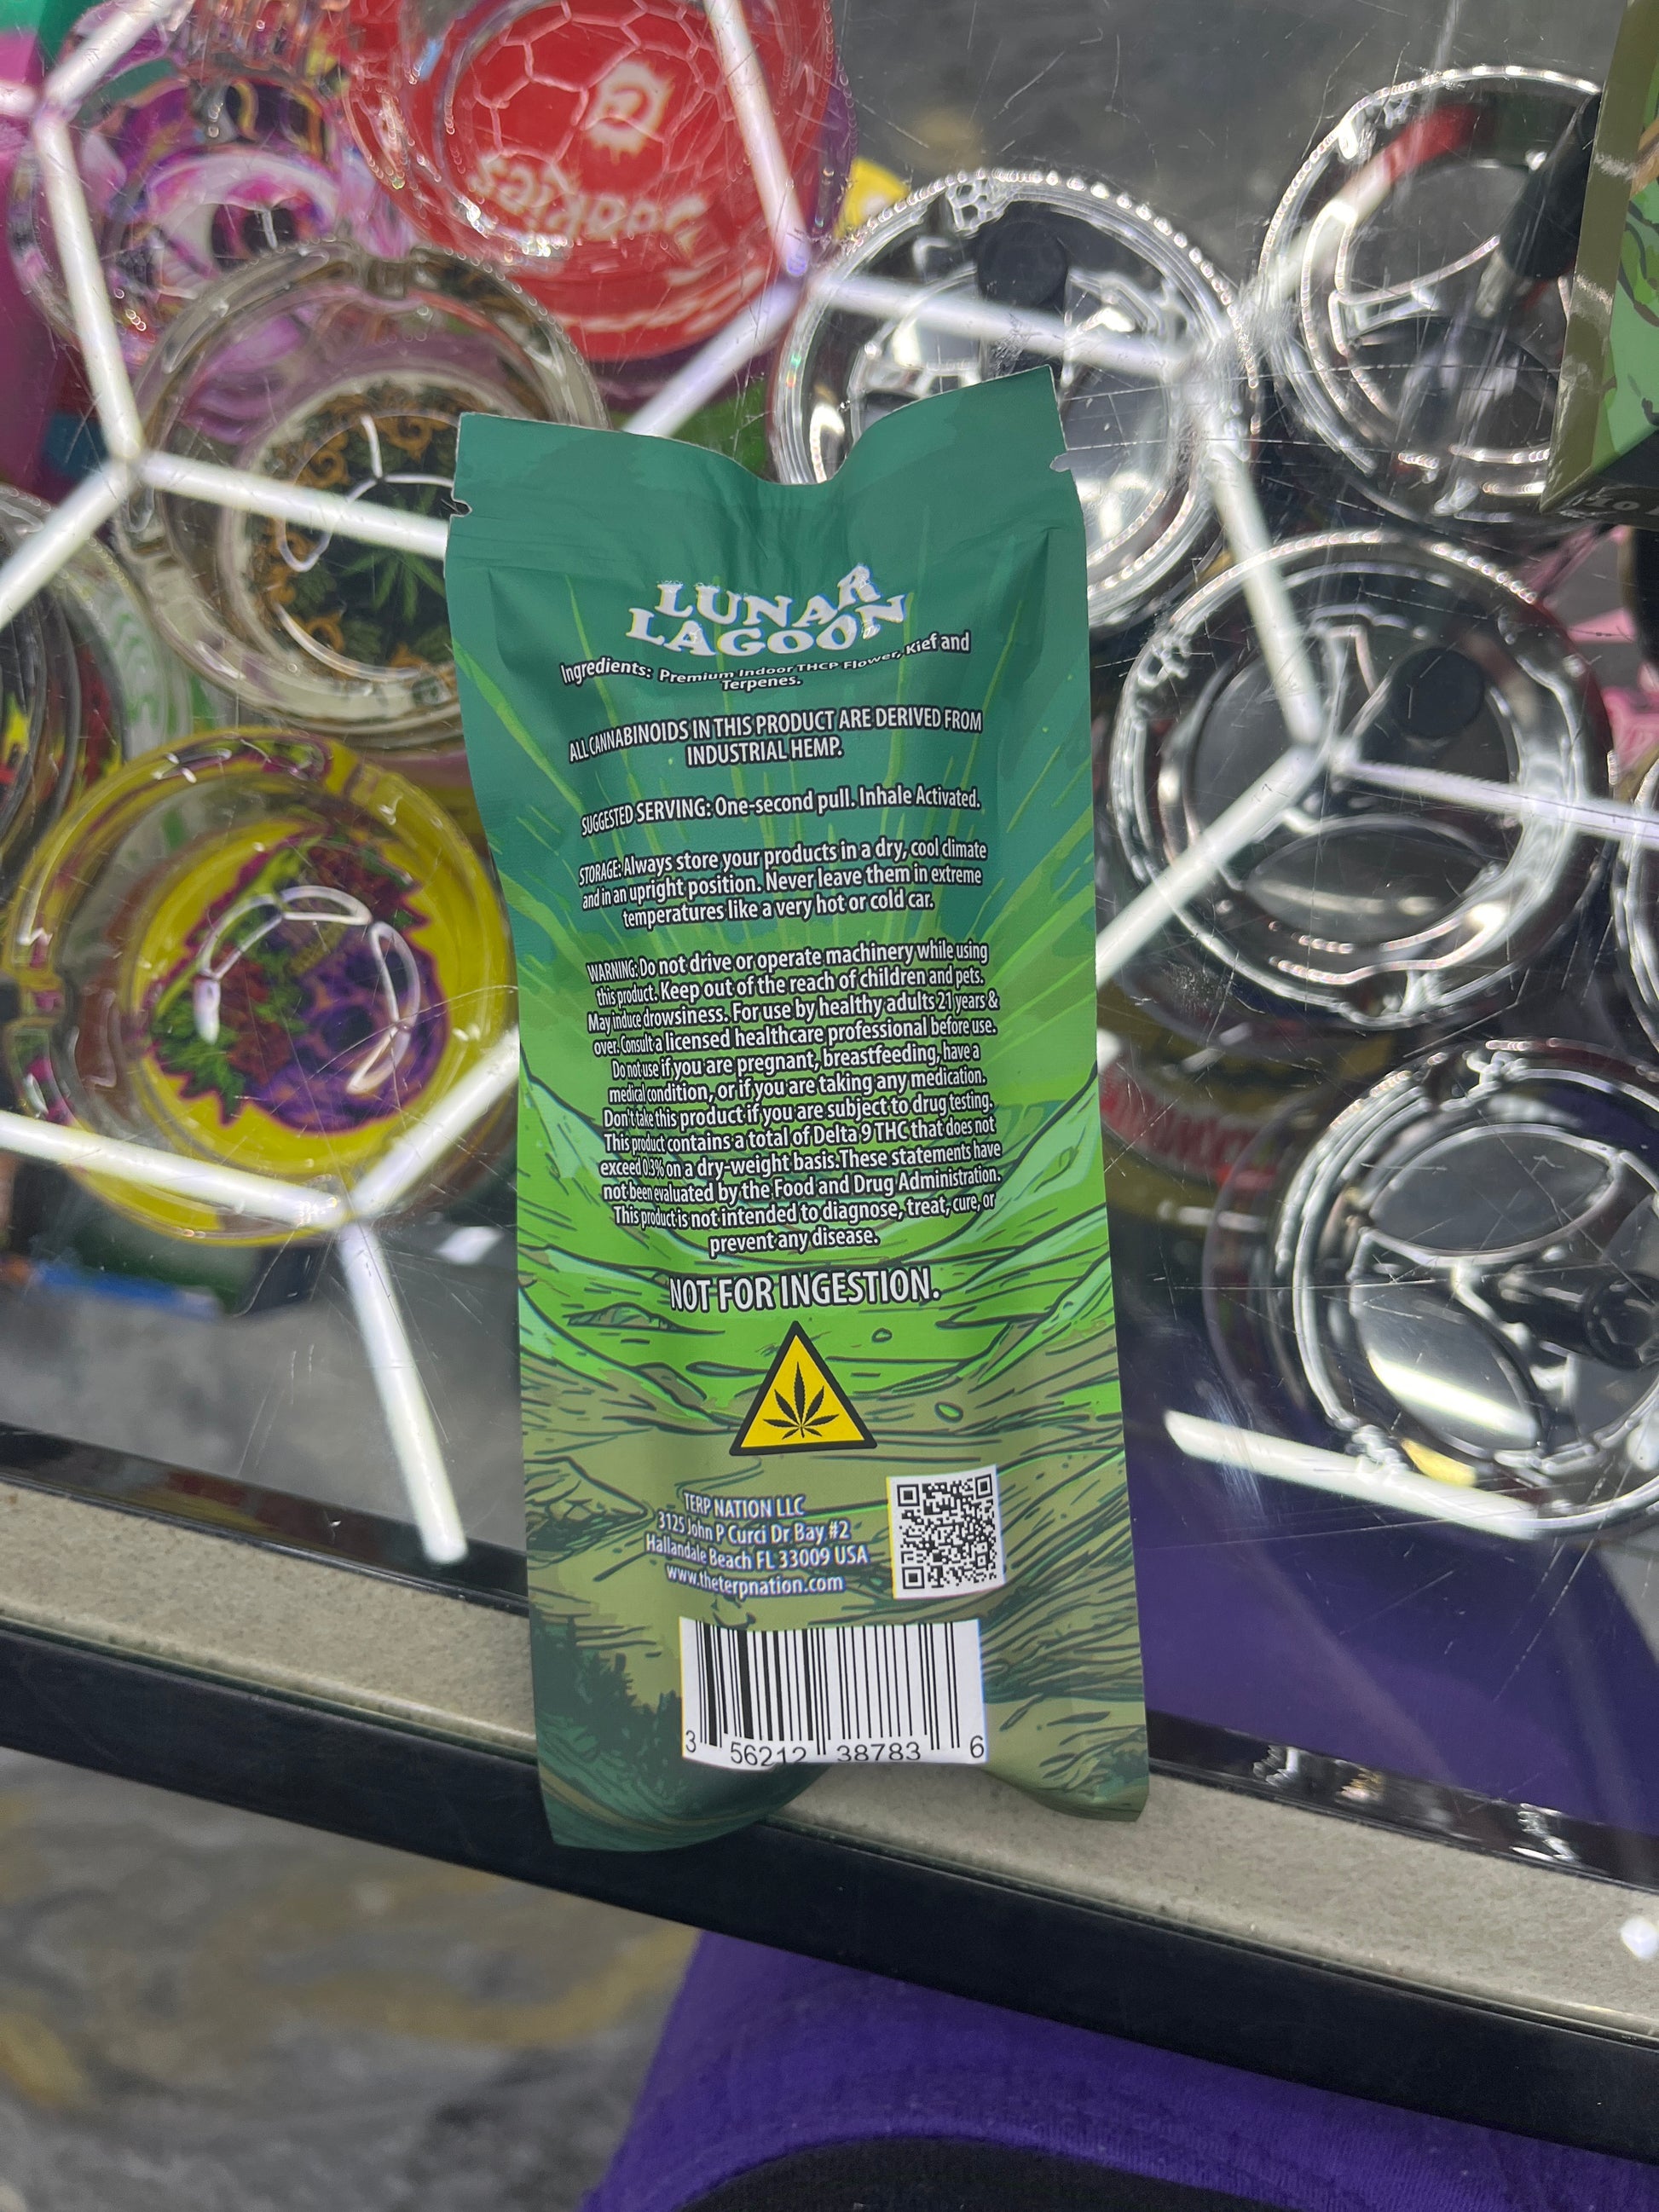 Cookies
LUNAR
LAGOON
Ingredients: Premium Indoor THCP Flower, Kief and
Terpenes.
ALL CANNABINOIDS IN THIS PRODUCT ARE DERIVED FROM
INDUSTRIAL HEMP.
SUGGESTED SERVING: One-second pull. Inhale Activated.
STORAGE: Always store your products in a dry, cool climate
and in an upright position. Never leave them in extreme
temperatures like a very hot or cold car.
WARNING: Do not drive or operate machinery while using
this product. Keep out of the reach of children and pets.
May induce drowsiness. For use by healthy adults 21 years &
over. Consult a licensed healthcare professional before use.
Do not use if you are pregnant, breastfeeding, have a
medical condition, or if you are taking any medication.
Don't take this product if you are subject to drug testing.
This product contains a total of Delta 9 THC that does not
exceed 0.3% on a dry-weight basis.These statements have
not been evaluated by the Food and Drug Administration.
This product is not intended to diagnose, treat, cure, or
prevent any disease.
NOT FOR INGESTION.
TERP NATION LLC
3125 John P Curci Dr Bay #2
Hallandale Beach FL 33009 USA
www.theterpnation.com
3 56212 38783 6